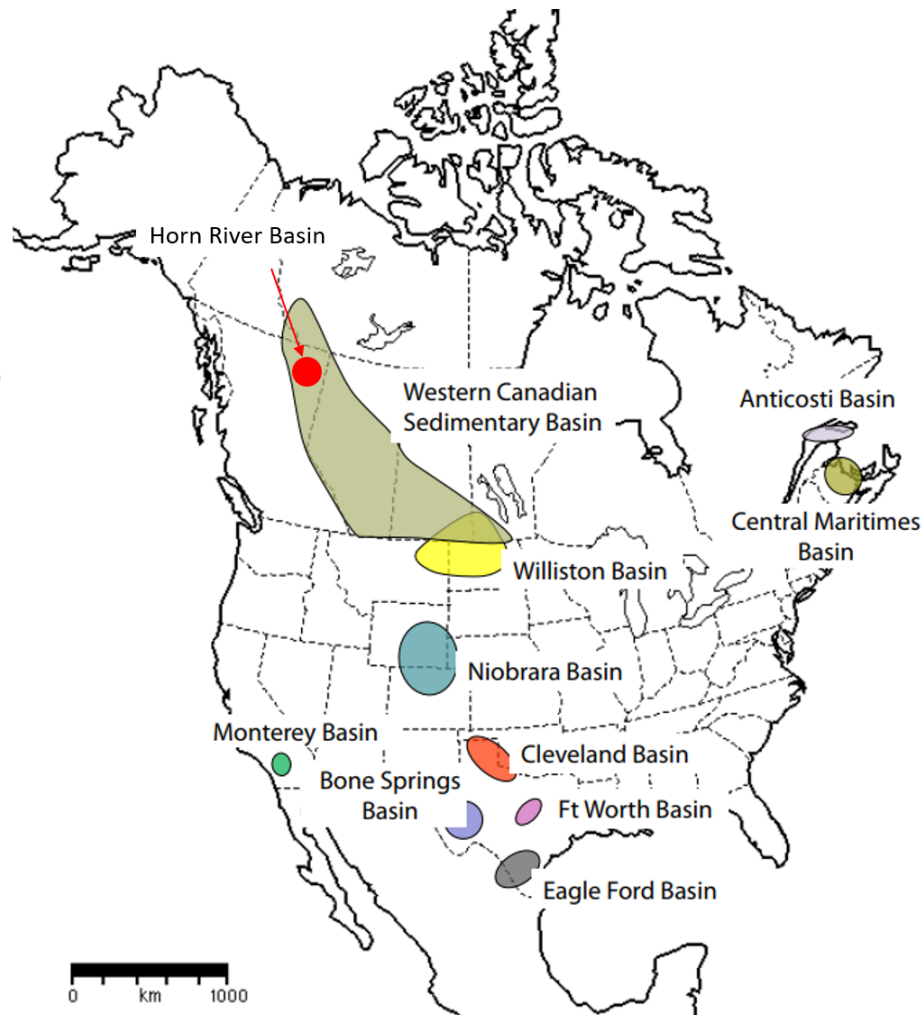 Horn River Basin
Western Canadian
Sedimentary Basin
Anticosti Basin
Central Maritimes
Basin
Williston Basin
Niobrara Basin
Monterey Basin
Cleveland Basin
Bone Springs
Basin
Ft Worth Basin
Eagle Ford Basin
0 km 1000